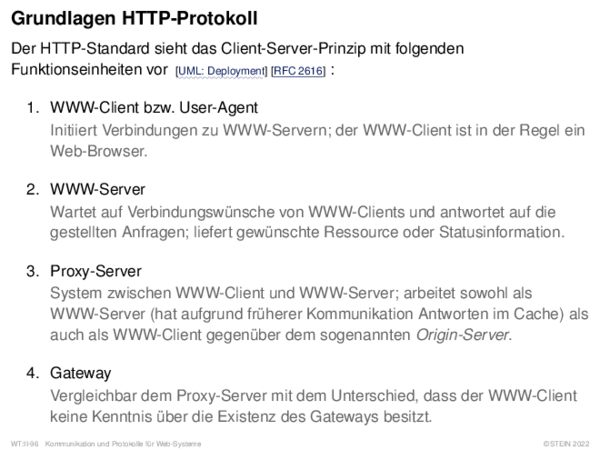 Grundlagen HTTP-Protokoll
Der HTTP-Standard sieht das Client-Server-Prinzip mit folgenden
Funktionseinheiten vor [UML: Deployment] [RFC 2616] :
1. WWW-Client bzw. User-Agent
Initiiert Verbindungen zu WWW-Servern; der WWW-Client ist in der Regel ein
Web-Browser.
2. WWW-Server
Wartet auf Verbindungswünsche von WWW-Clients und antwortet auf die
gestellten Anfragen; liefert gewünschte Ressource oder Statusinformation.
3. Proxy-Server
System zwischen WWW-Client und WWW-Server; arbeitet sowohl als
WWW-Server (hat aufgrund früherer Kommunikation Antworten im Cache) als
auch als WWW-Client gegenüber dem sogenannten Origin-Server.
4. Gateway
Vergleichbar dem Proxy-Server mit dem Unterschied, dass der WWW-Client
keine Kenntnis über die Existenz des Gateways besitzt.
WT:II-96 Kommunikation und Protokolle für Web-Systeme ©STEIN 2022